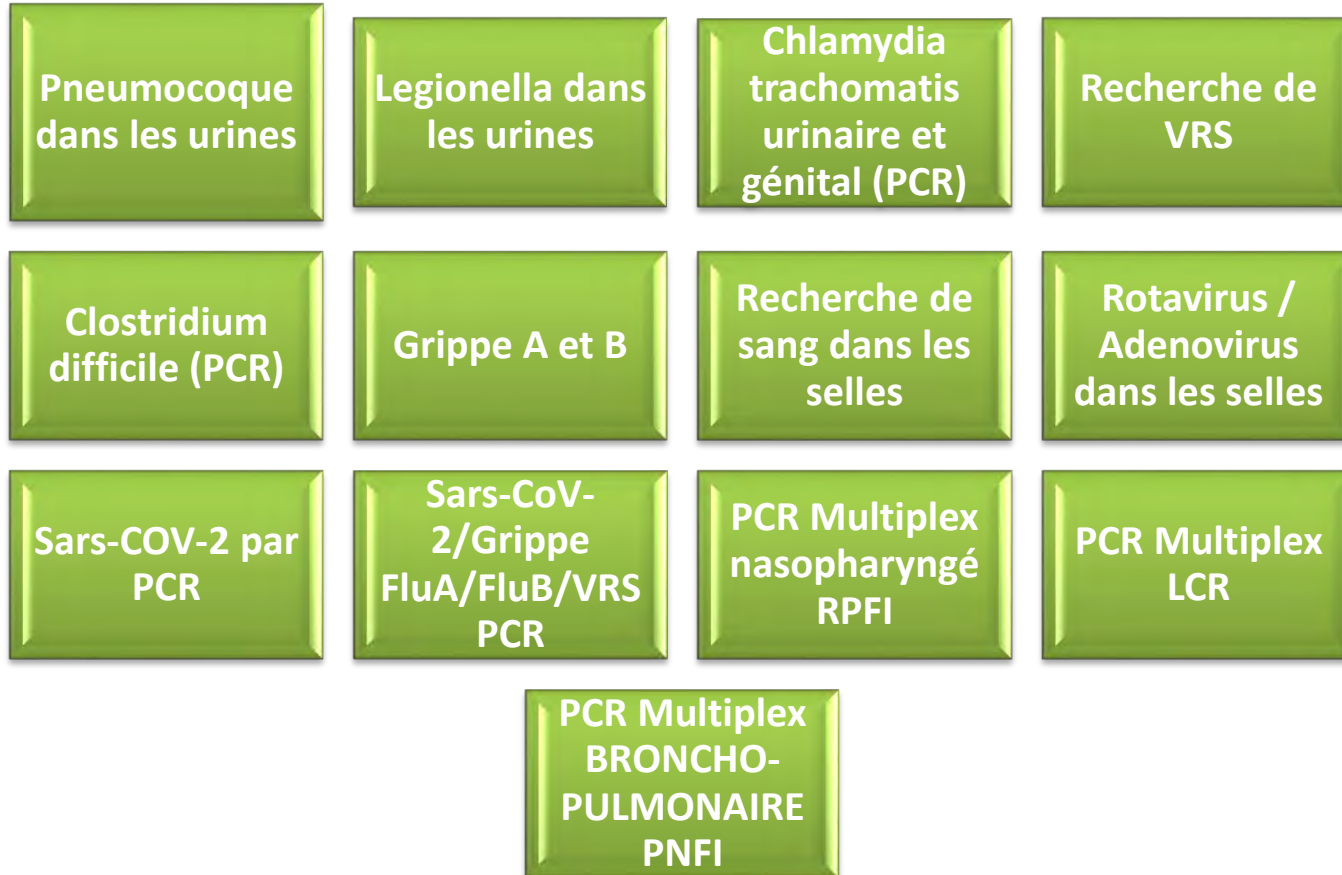 Pneumocoque
dans les urines
Legionella dans
les urines
Chlamydia
trachomatis
urinaire et
génital (PCR)
Recherche de
VRS
Clostridium
difficile (PCR)
Grippe A et B
Recherche de
sang dans les
selles
Rotavirus /
Adenovirus
dans les selles
Sars-COV-2 par
PCR
Sars-CoV-
2/Grippe
FluA/FluB/VRS
PCR
PCR Multiplex
nasopharyngé
RPFI
PCR Multiplex
LCR
PCR Multiplex
BRONCHO-
PULMONAIRE
PNFI